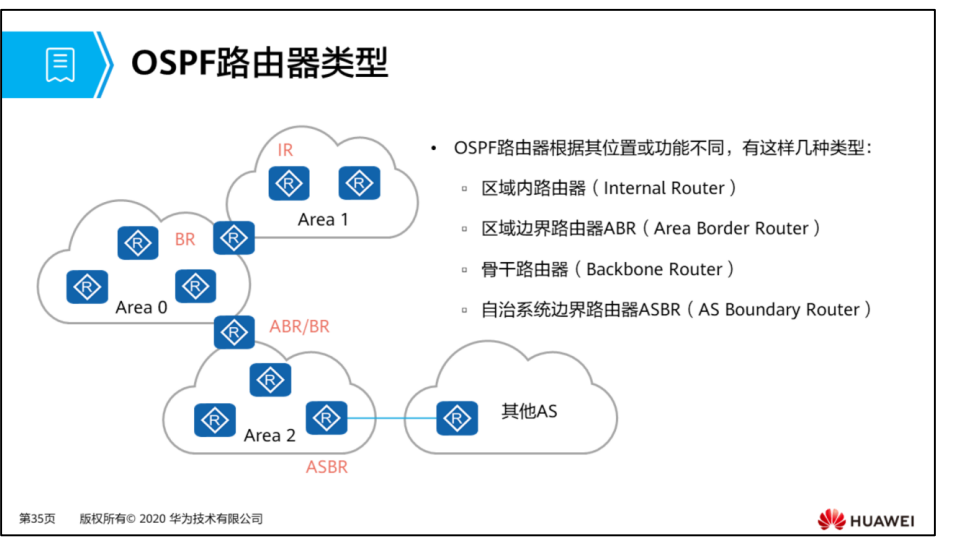 OSPF路由器类型
IR
R
R
Area 1
R
BR
R
R
R
Area 0
R
ABR/BR
R
R
R
Area 2
ASBR
R
其他AS
• OSPF路由器根据其位置或功能不同，有这样几种类型：
▫ 区域内路由器（Internal Router）
▫ 区域边界路由器ABR（Area Border Router）
▫ 骨干路由器（Backbone Router）
▫ 自治系统边界路由器ASBR（AS Boundary Router）
第35页 版权所有© 2020 华为技术有限公司
HUAWEI